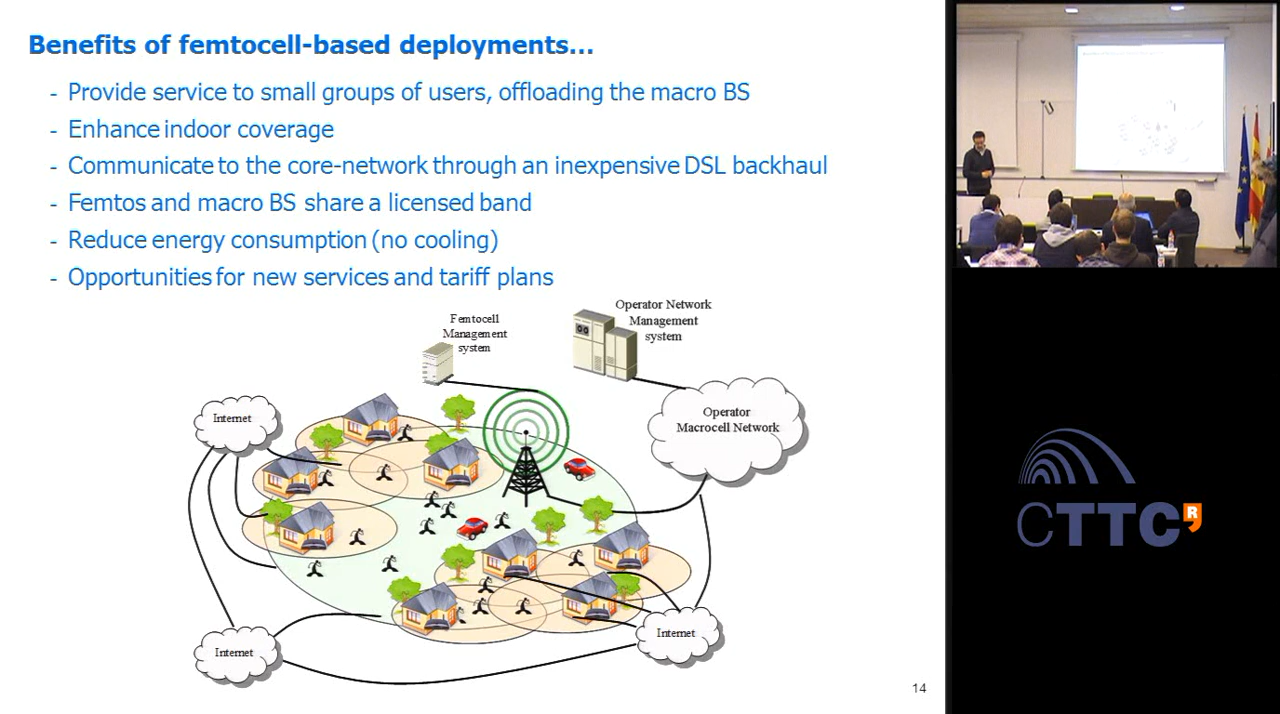 Benefits of femtocell-based deployments...
- Provide service to small groups of users, offloading the macro BS
- Enhance indoor coverage
- Communicate to the core-network through an inexpensive DSL backhaul
- Femtos and macro BS share a licensed band
- Reduce energy consumption (no cooling)
- Opportunities for new services and tariff plans
Femtocell
Management
system
Operator Network
Management
system
Internet
Operator
Macrocell Network
Internet
Internet
14
CTTC
R